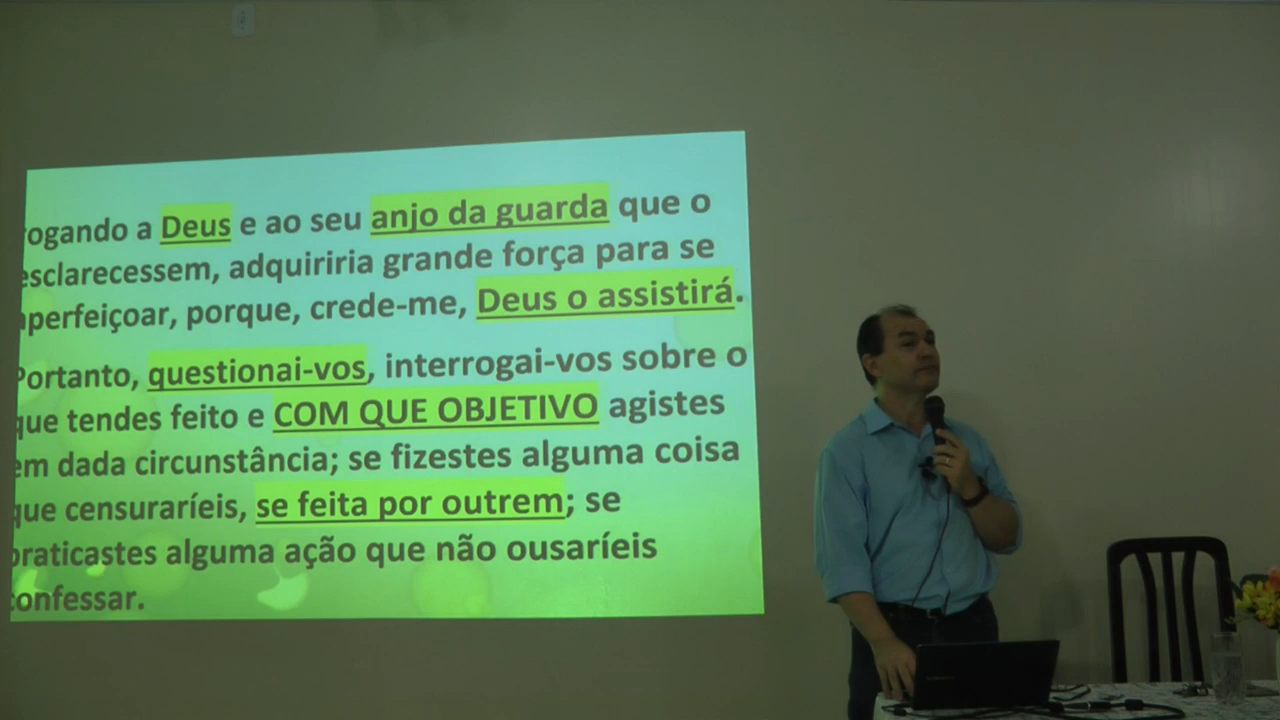 rogando a Deus e ao seu anjo da guarda que o
esclarecessem, adquiriria grande força para se
aperfeiçoar, porque, crede-me, Deus o assistirá.
Portanto, questionai-vos, interrogai-vos sobre o
que tendes feito e COM QUE OBJETIVO agistes
em dada circunstância; se fizestes alguma coisa
que censuraríeis, se feita por outrem; se
praticastes alguma ação que não ousaríeis
confessar.